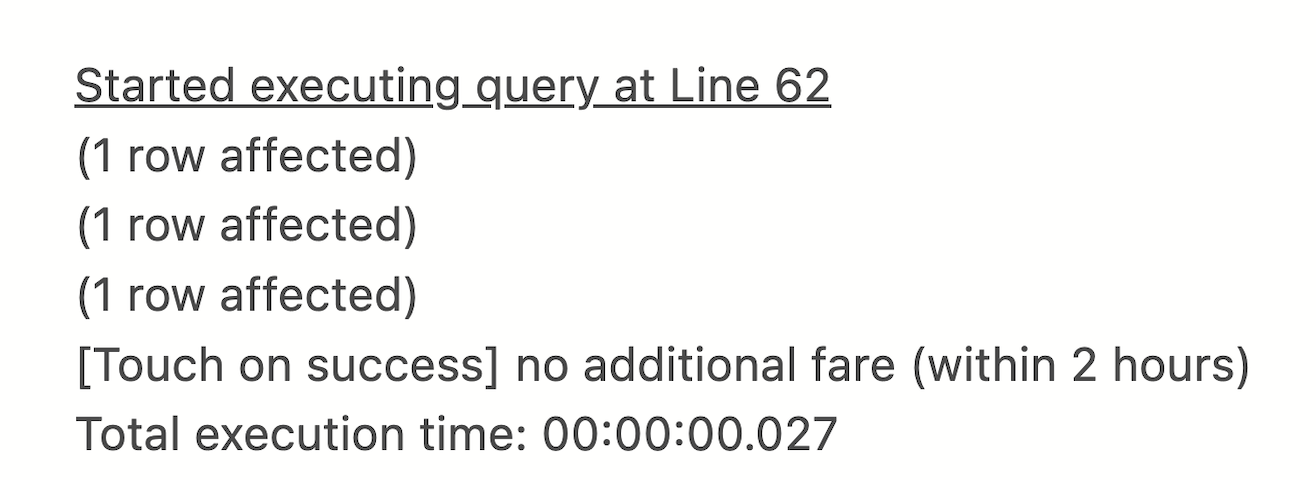 Started executing query at Line 62
(1 row affected)
(1 row affected)
(1 row affected)
[Touch on success] no additional fare (within 2 hours)
Total execution time: 00:00:00.027